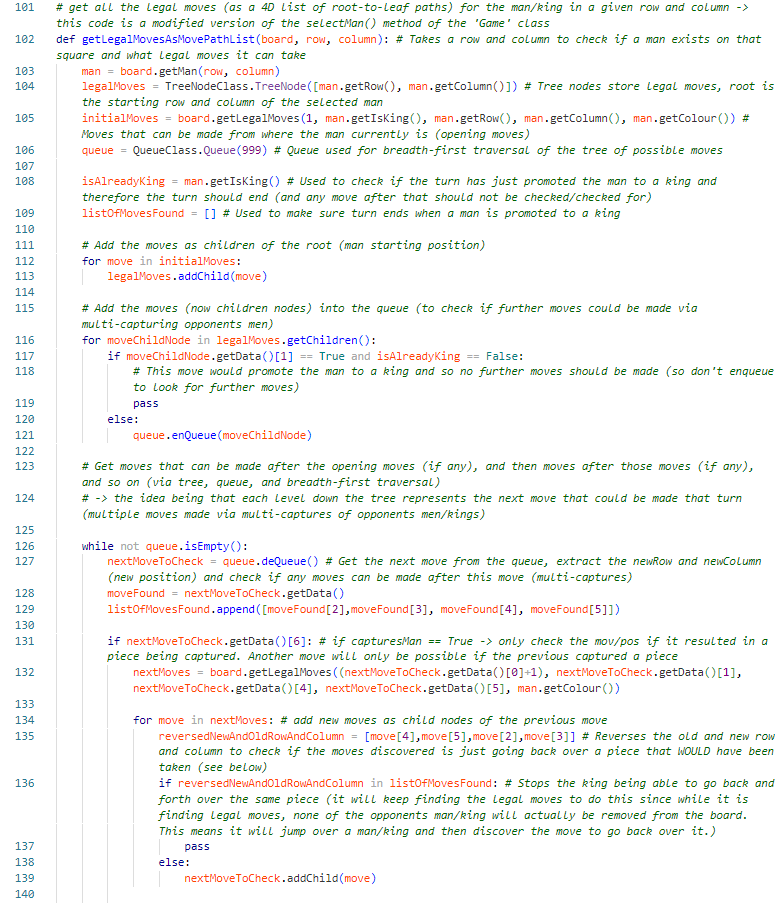 101 # get all the legal moves (as a 4D list of root-to-leaf paths) for the man/king in a given row and column ->
this code is a modified version of the selectMan() method of the 'Game' class
102 def getLegalMovesAsMovePathList(board, row, column): # Takes a row and column to check if a man exists on that
square and what legal moves it can take
103 man = board.getMan(row, column)
104 legalMoves = TreeNodeClass.TreeNode([man.getRow(), man.getColumn()]) # Tree nodes store legal moves, root is
the starting row and column of the selected man
105 initialMoves = board.getLegalMoves(1, man.getIsKing(), man.getRow(), man.getColumn(), man.getColour()) #
Moves that can be made from where the man currently is (opening moves)
106 queue = QueueClass.Queue(999) # Queue used for breadth-first traversal of the tree of possible moves
107
108 isAlreadyKing = man.getIsKing() # Used to check if the turn has just promoted the man to a king and
therefore the turn should end (and any move after that should not be checked/checked for)
109 listOfMovesFound = [] # Used to make sure turn ends when a man is promoted to a king
110
111 # Add the moves as children of the root (man starting position)
112 for move in initialMoves:
113 legalMoves.addChild(move)
114
115 # Add the moves (now children nodes) into the queue (to check if further moves could be made via
multi-capturing opponents men)
116 for moveChildNode in legalMoves.getChildren():
117 if moveChildNode.getData()[1] == True and isAlreadyKing == False:
118 # This move would promote the man to a king and so no further moves should be made (so don't enqueue
to look for further moves)
119 pass
120 else:
121 queue.enQueue(moveChildNode)
122
123 # Get moves that can be made after the opening moves (if any), and then moves after those moves (if any),
and so on (via tree, queue, and breadth-first traversal)
124 # -> the idea being that each level down the tree represents the next move that could be made that turn
(multiple moves made via multi-captures of opponents men/kings)
125
126 while not queue.isEmpty():
127 nextMoveToCheck = queue.deQueue() # Get the next move from the queue, extract the newRow and newColumn
(new position) and check if any moves can be made after this move (multi-captures)
128 moveFound = nextMoveToCheck.getData()
129 listOfMovesFound.append([moveFound[2],moveFound[3], moveFound[4], moveFound[5]])
130
131 if nextMoveToCheck.getData()[6]: # if capturesMan == True -> only check the mov/pos if it resulted in a
piece being captured. Another move will only be possible if the previous captured a piece
132 nextMoves = board.getLegalMoves((nextMoveToCheck.getData()[0]+1), nextMoveToCheck.getData()[1],
nextMoveToCheck.getData()[4], nextMoveToCheck.getData()[5], man.getColour())
133
134 for move in nextMoves: # add new moves as child nodes of the previous move
135 reversedNewAndOldRowAndColumn = [move[4],move[5],move[2],move[3]] # Reverses the old and new row
and column to check if the moves discovered is just going back over a piece that WOULD have been
taken (see below)
136 if reversedNewAndOldRowAndColumn in listOfMovesFound: # Stops the king being able to go back and
forth over the same piece (it will keep finding the legal moves to do this since while it is
finding legal moves, none of the opponents man/king will actually be removed from the board.
This means it will jump over a man/king and then discover the move to go back over it.)
137 pass
138 else:
139 nextMoveToCheck.addChild(move)
140